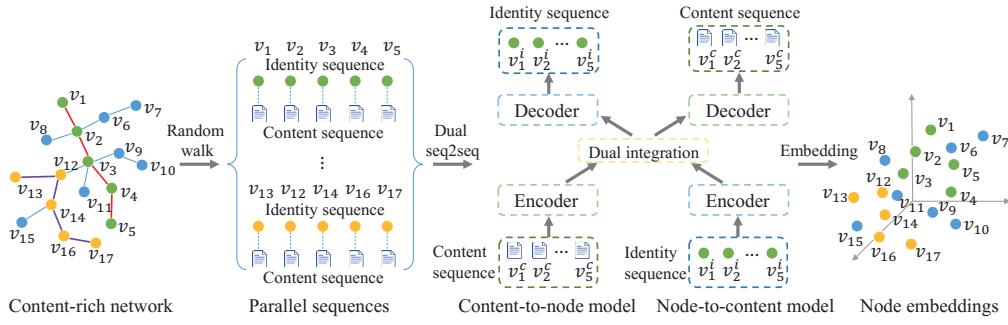 v₁
v₇
v₆
v₈
v₂
v₉
v₃
v₁₂
v₁₀
v₁₃
v₄
v₁₁
v₁₄
v₁₅
v₅
v₁₆
v₁₇
Content-rich network
Random
walk
v₁ v₂ v₃ v₄ v₅
Identity sequence
Content sequence
⋮
v₁₃ v₁₂ v₁₄ v₁₆ v₁₇
Identity sequence
Content sequence
Parallel sequences
Dual
seq2seq
Identity sequence
...
v₁ⁱ v₂ⁱ v₅ⁱ
Decoder
Content sequence
...
v₁ᶜ v₂ᶜ v₅ᶜ
Decoder
Dual integration
Encoder
Encoder
Content
sequence
...
v₁ᶜ v₂ᶜ v₅ᶜ
Identity
sequence
...
v₁ⁱ v₂ⁱ v₅ⁱ
Content-to-node model
Node-to-content model
Embedding
v₁
v₇
v₆
v₈
v₂
v₅
v₁₂
v₃
v₁₃
v₄
v₁₁
v₉
v₁₄
v₁₀
v₁₅
v₁₆
v₁₇
Node embeddings